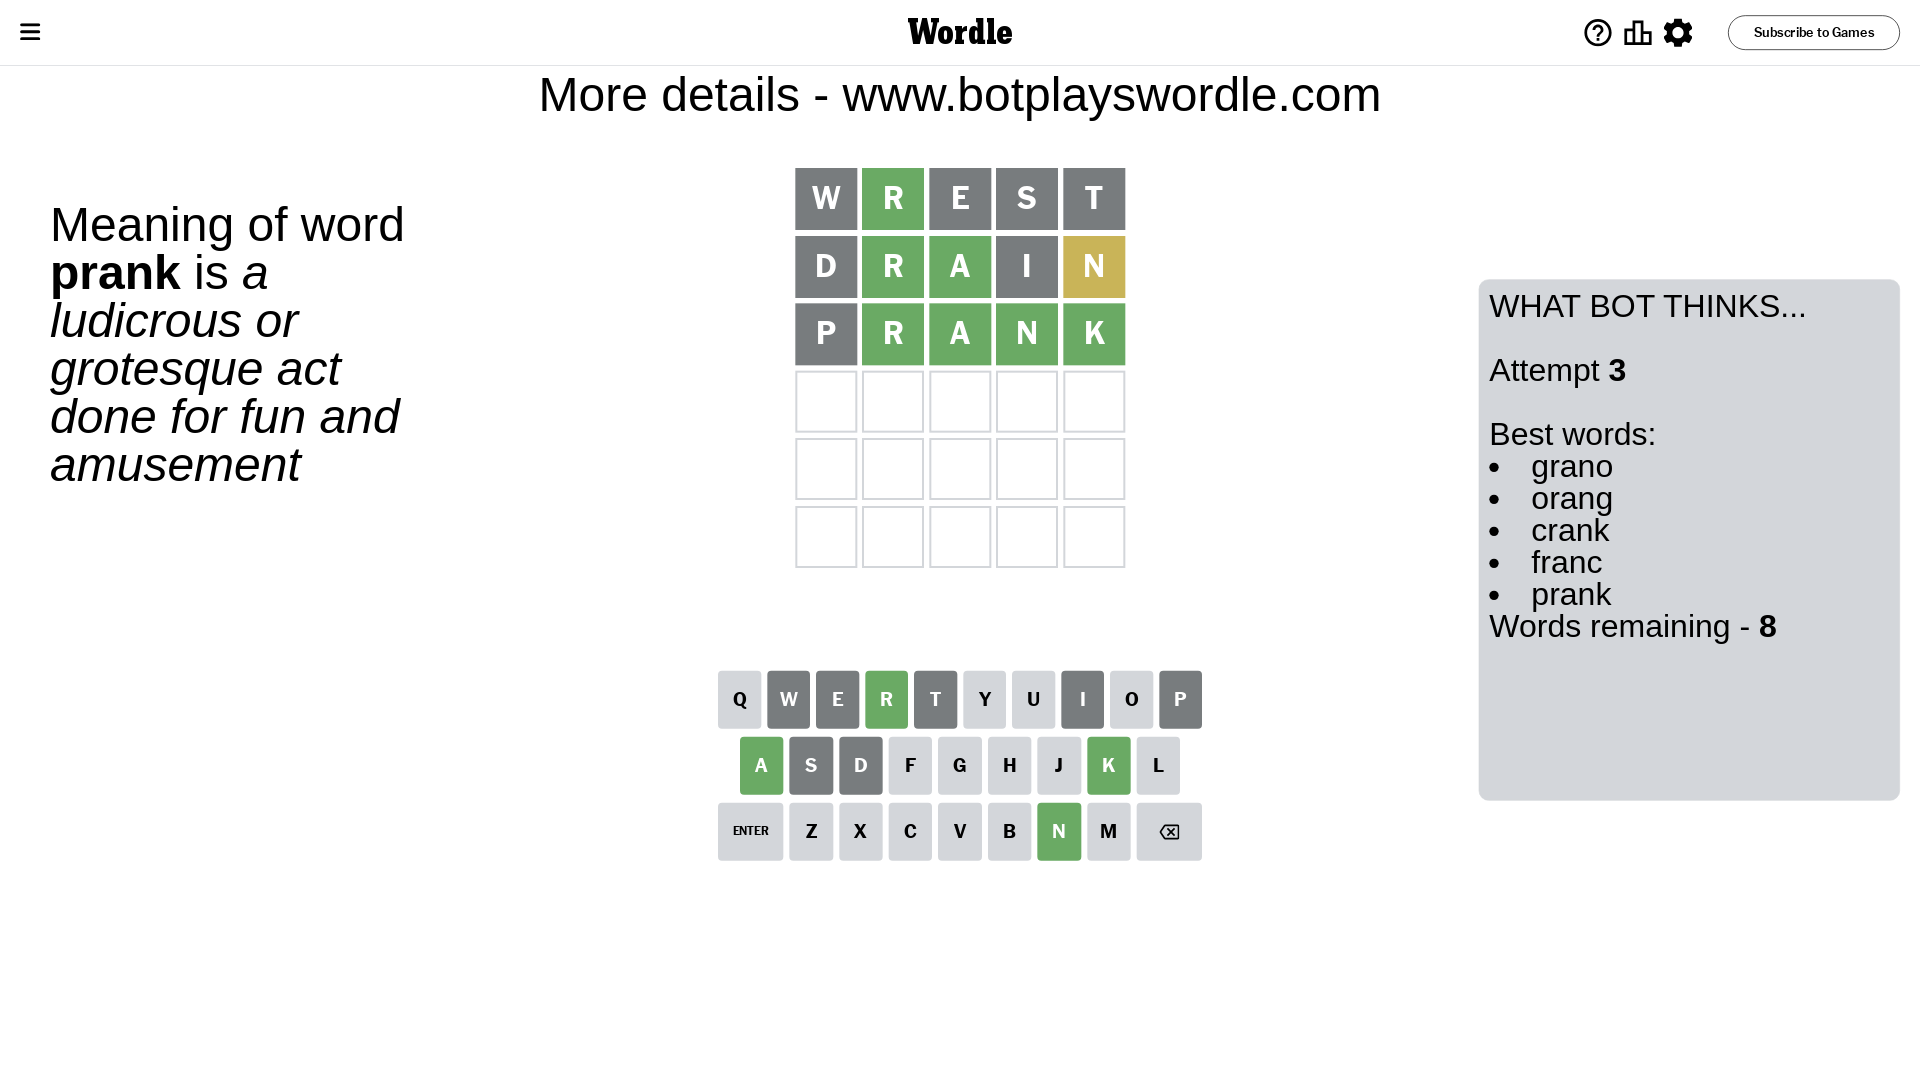 Wordle
Subscribe to Games
More details - www.botplayswordle.com
Meaning of word
prank is a
ludicrous or
grotesque act
done for fun and
amusement
W R E S T
D R A I N
P R A N K
WHAT BOT THINKS...
Attempt 3
Best words:
• grano
• orang
• crank
• franc
• prank
Words remaining - 8
Q W E R T Y U I O P
A S D F G H J K L
ENTER Z X C V B N M